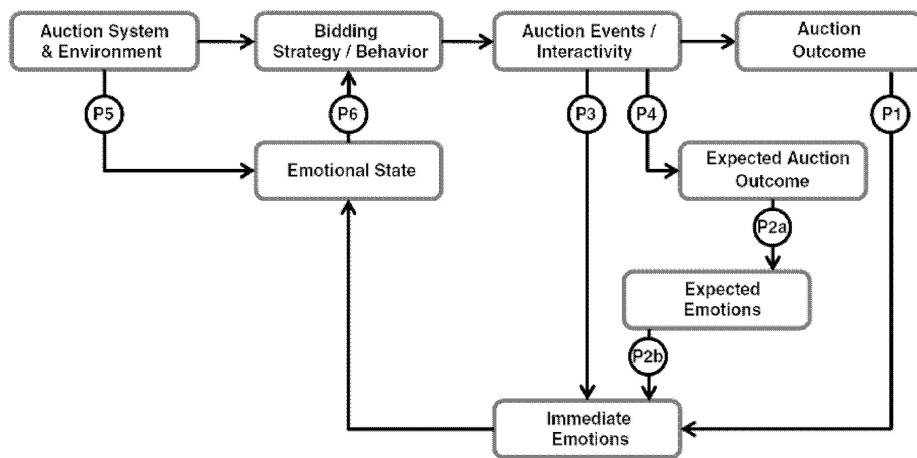 Auction System
& Environment
Bidding
Strategy / Behavior
Auction Events /
Interactivity
Auction
Outcome
P5
P6
P3
P4
P1
Emotional State
Expected Auction
Outcome
P2a
Expected
Emotions
P2b
Immediate
Emotions